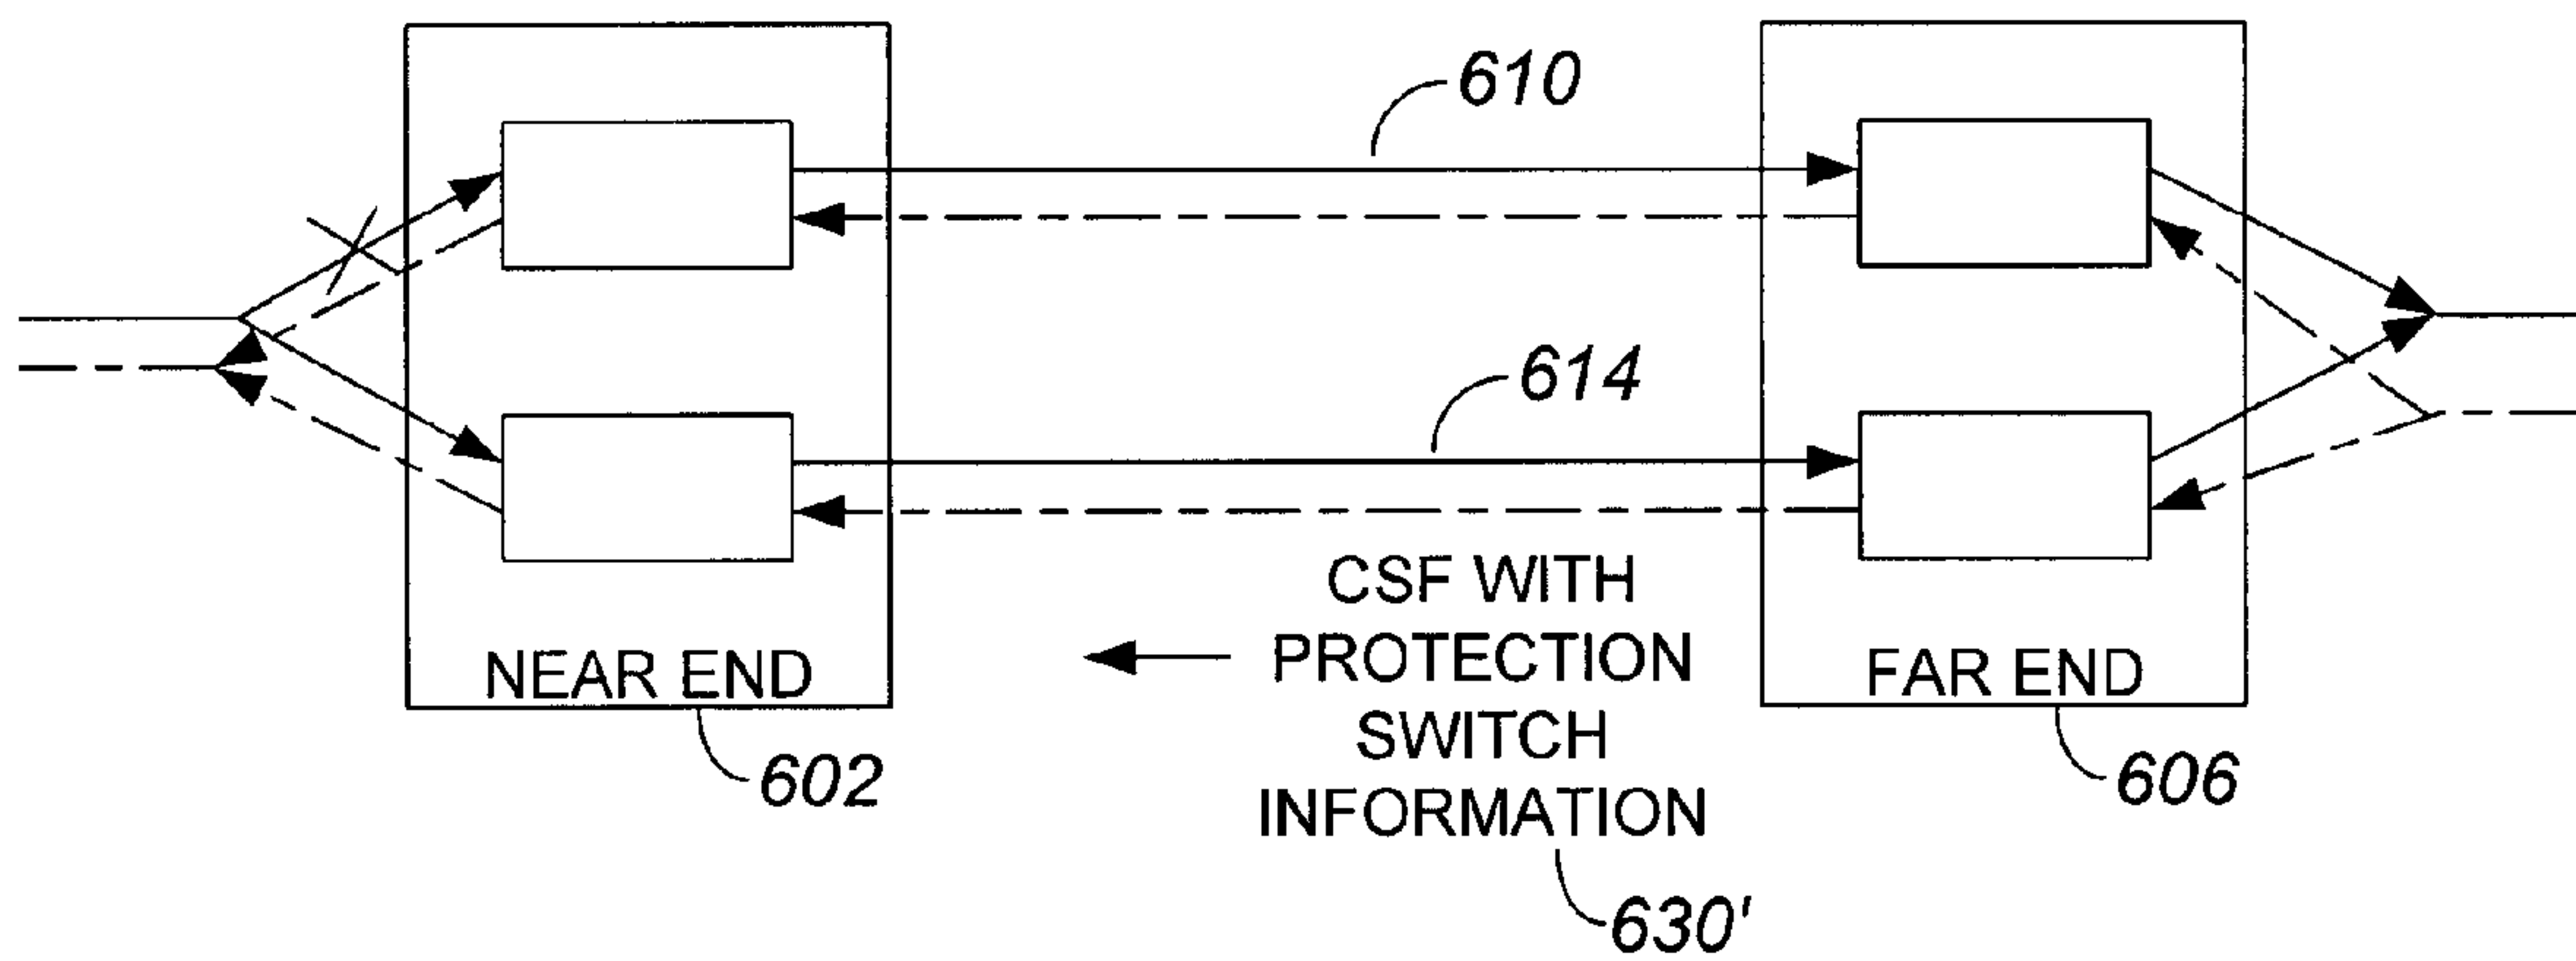 610
614
CSF WITH
PROTECTION
SWITCH
INFORMATION
NEAR END
FAR END
602
606
630'